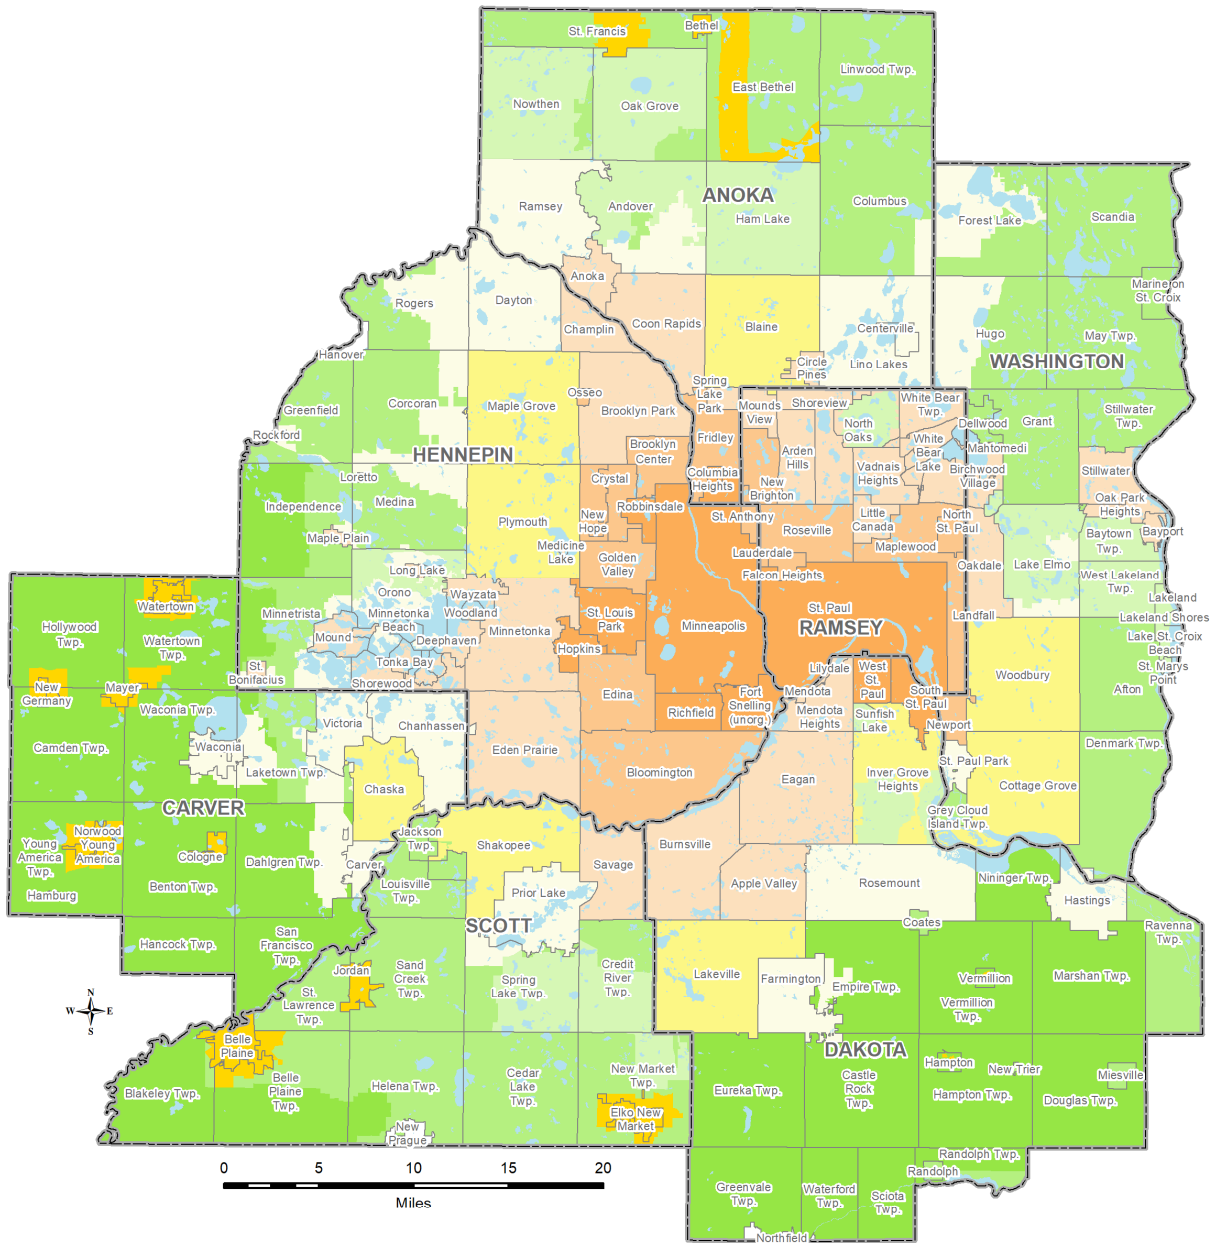 St. Francis
Bethel
Linwood Twp.
East Bethel
Nowthen
Oak Grove
ANOKA
Ramsey
Andover
Ham Lake
Columbus
Forest Lake
Scandia
Anoka
Marine on
St. Croix
Rogers
Dayton
Champlin
Coon Rapids
Blaine
Centerville
Hugo
May Twp.
Hanover
Circle
Pines
Lino Lakes
WASHINGTON
Greenfield
Corcoran
Maple Grove
Osseo
Brooklyn Park
Spring
Lake
Park
Mounds
View
Shoreview
White Bear
Twp.
Dellwood
Grant
Stillwater
Twp.
Rockford
HENNEPIN
Brooklyn
Center
Fridley
North
Oaks
Arden
Hills
White
Bear
Lake
Mahtomedi
Loretto
Crystal
Columbia
Heights
New
Brighton
Vadnais
Heights
Birchwood
Village
Stillwater
Independence
Medina
Plymouth
New
Hope
Robbinsdale
St. Anthony
Roseville
Little
Canada
North
St. Paul
Oak Park
Heights
Bayport
Maple Plain
Medicine
Lake
Golden
Valley
Lauderdale
Maplewood
Oakdale
Lake Elmo
Baytown
Twp.
Long Lake
Falcon Heights
West Lakeland
Twp.
Watertown
Orono
Wayzata
Woodland
Minnetrista
Minnetonka
Beach
Mound
Deephaven
Minnetonka
St. Louis
Park
Hopkins
Minneapolis
St. Paul
RAMSEY
Landfall
Lakeland
Lakeland Shores
Lake St. Croix
Beach
St. Marys
Point
Hollywood
Twp.
Watertown
Twp.
St.
Bonifacius
Tonka Bay
Shorewood
Edina
Richfield
Fort
Snelling
(unorg.)
Lilydale
West
St.
Paul
Mendota
South
St. Paul
Woodbury
Afton
New
Germany
Mayer
Waconia Twp.
Victoria
Chanhassen
Mendota
Heights
Sunfish
Lake
Newport
Camden Twp.
Waconia
Laketown Twp.
Eden Prairie
Bloomington
Eagan
Inver Grove
Heights
St. Paul Park
Denmark Twp.
Chaska
Cottage Grove
CARVER
Grey Cloud
Island Twp.
Norwood
Young
America
Young
America
Twp.
Cologne
Dahlgren Twp.
Jackson
Twp.
Shakopee
Carver
Savage
Burnsville
Hamburg
Benton Twp.
Louisville
Twp.
Prior Lake
Apple Valley
Rosemount
Nininger Twp.
Hastings
SCOTT
Coates
Ravenna
Twp.
Hancock Twp.
San
Francisco
Twp.
Jordan
Sand
Creek
Twp.
Spring
Lake Twp.
Credit
River
Twp.
Lakeville
Farmington
Empire Twp.
Vermillion
Vermillion
Twp.
Marshan Twp.
St.
Lawrence
Twp.
N
W
E
S
Belle
Plaine
DAKOTA
Blakeley Twp.
Belle
Plaine
Twp.
Helena Twp.
Cedar
Lake
Twp.
New Market
Twp.
Elko New
Market
Eureka Twp.
Castle
Rock
Twp.
Hampton
New Trier
Hampton Twp.
Miesville
Douglas Twp.
New
Prague
Randolph Twp.
Randolph
Greenvale
Twp.
Waterford
Twp.
Sciota
Twp.
Northfield
0
5
10
15
20
Miles